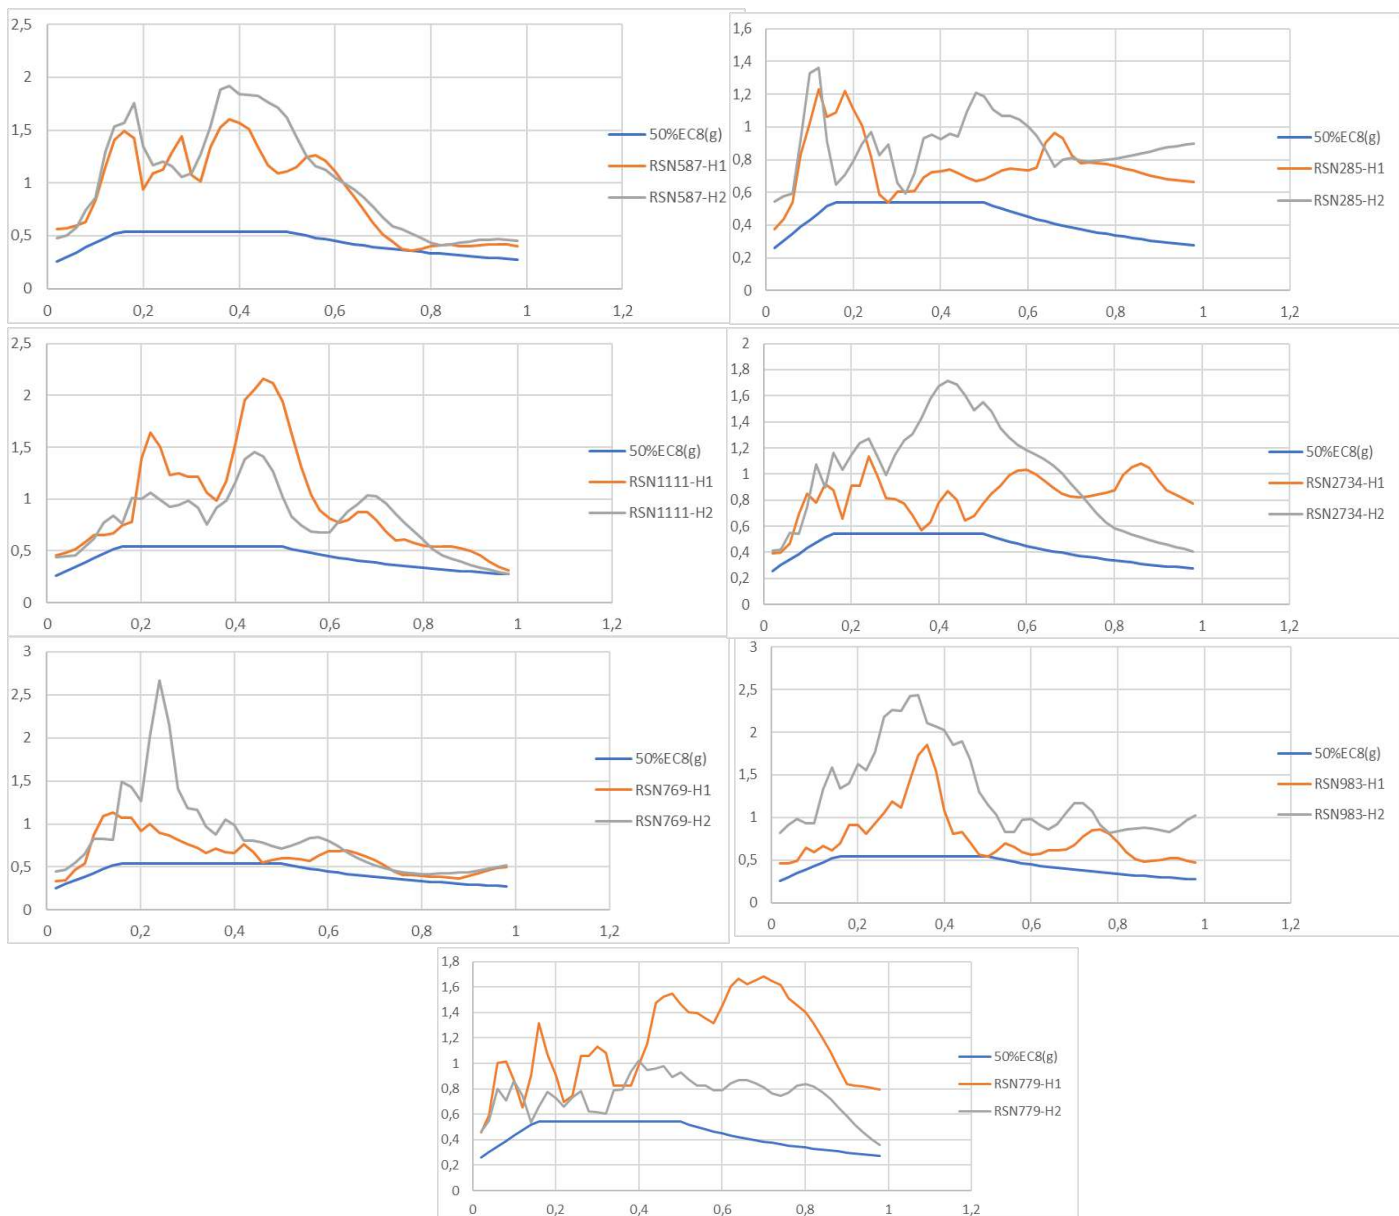 2,5
2
1,5
1
0,5
0
0 0,2 0,4 0,6 0,8 1 1,2
50%EC8(g)
RSN587-H1
RSN587-H2
1,6
1,4
1,2
1
0,8
0,6
0,4
0,2
0
0 0,2 0,4 0,6 0,8 1 1,2
50%EC8(g)
RSN285-H1
RSN285-H2
2,5
2
1,5
1
0,5
0
0 0,2 0,4 0,6 0,8 1 1,2
50%EC8(g)
RSN1111-H1
RSN1111-H2
2
1,8
1,6
1,4
1,2
1
0,8
0,6
0,4
0,2
0
0 0,2 0,4 0,6 0,8 1 1,2
50%EC8(g)
RSN2734-H1
RSN2734-H2
3
2,5
2
1,5
1
0,5
0
0 0,2 0,4 0,6 0,8 1 1,2
50%EC8(g)
RSN769-H1
RSN769-H2
3
2,5
2
1,5
1
0,5
0
0 0,2 0,4 0,6 0,8 1 1,2
50%EC8(g)
RSN983-H1
RSN983-H2
1,8
1,6
1,4
1,2
1
0,8
0,6
0,4
0,2
0
0 0,2 0,4 0,6 0,8 1 1,2
50%EC8(g)
RSN779-H1
RSN779-H2